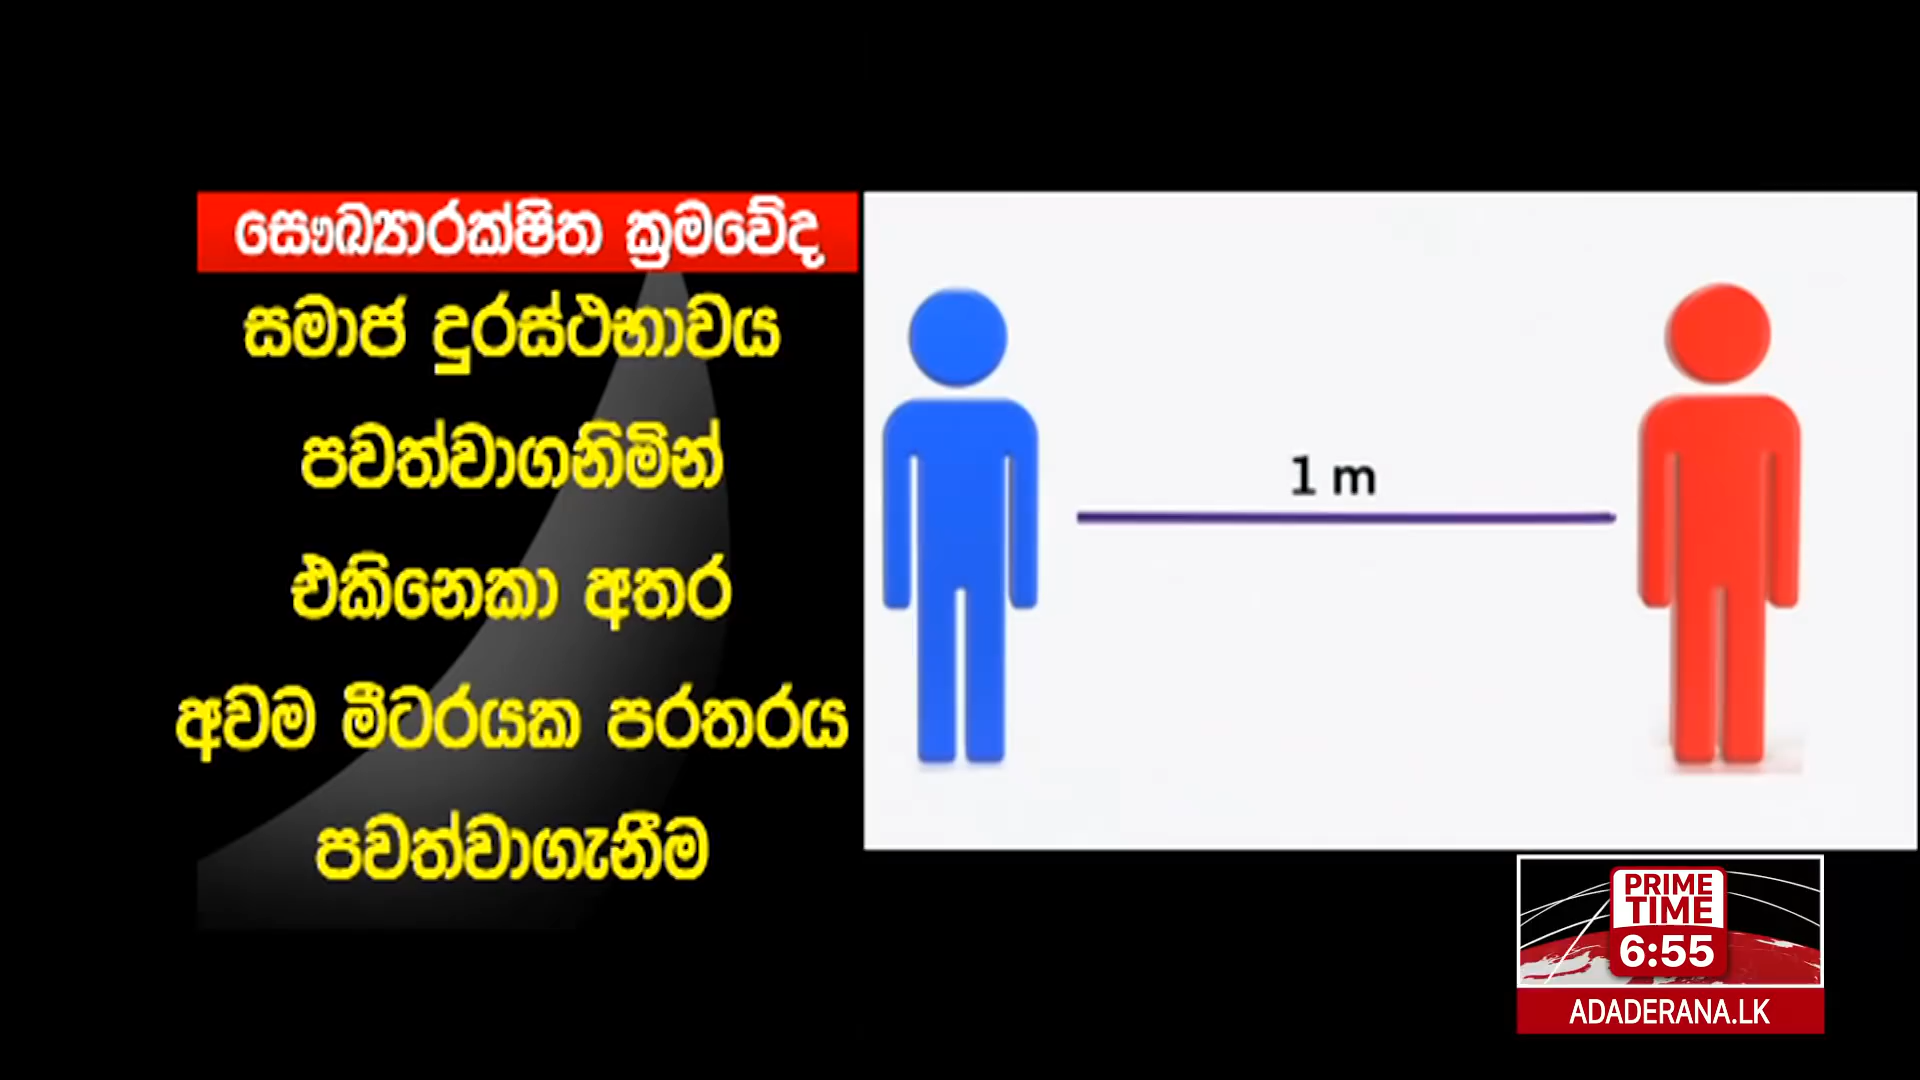 සෞඛ්‍යාරක්ෂිත ක්‍රමවේද
සමාජ දුරස්ථභාවය
පවත්වාගනිමින්
එකිනෙකා අතර
අවම මීටරයක පරතරය
පවත්වාගැනීම
1 m
PRIME
TIME
6:55
ADADERANA.LK